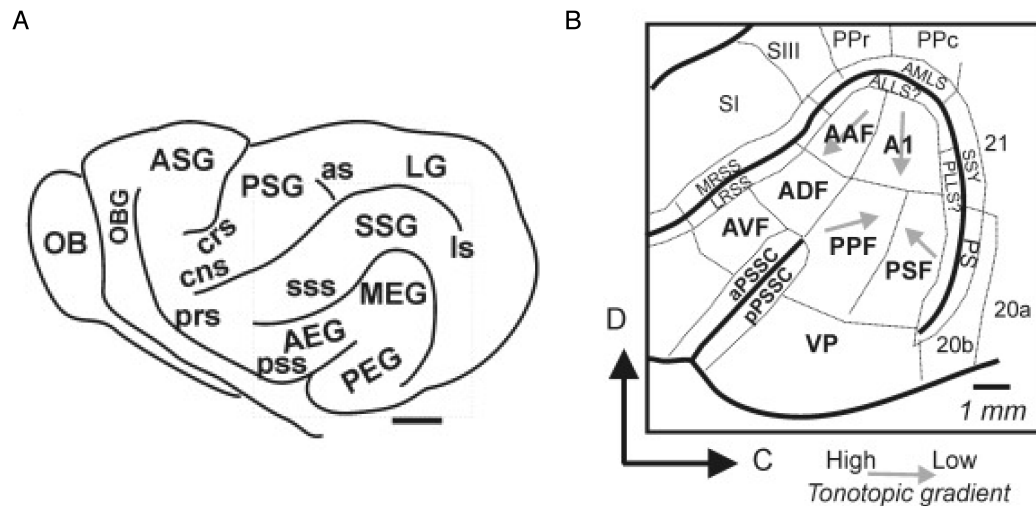 A
ASG
OBG
PSG
as
LG
OB
crs
SSG
ls
cns
sss
MEG
prs
AEG
pss
PEG
B
PPr
PPc
SIII
SI
AMLS
ALLS?
AAF
A1
21
SSY
PLLS?
MRSS
LRSS
ADF
AVF
PPF
PSF
PS
aPSSC
pPSSC
20a
VP
20b
D
1 mm
C
High Low
Tonotopic gradient